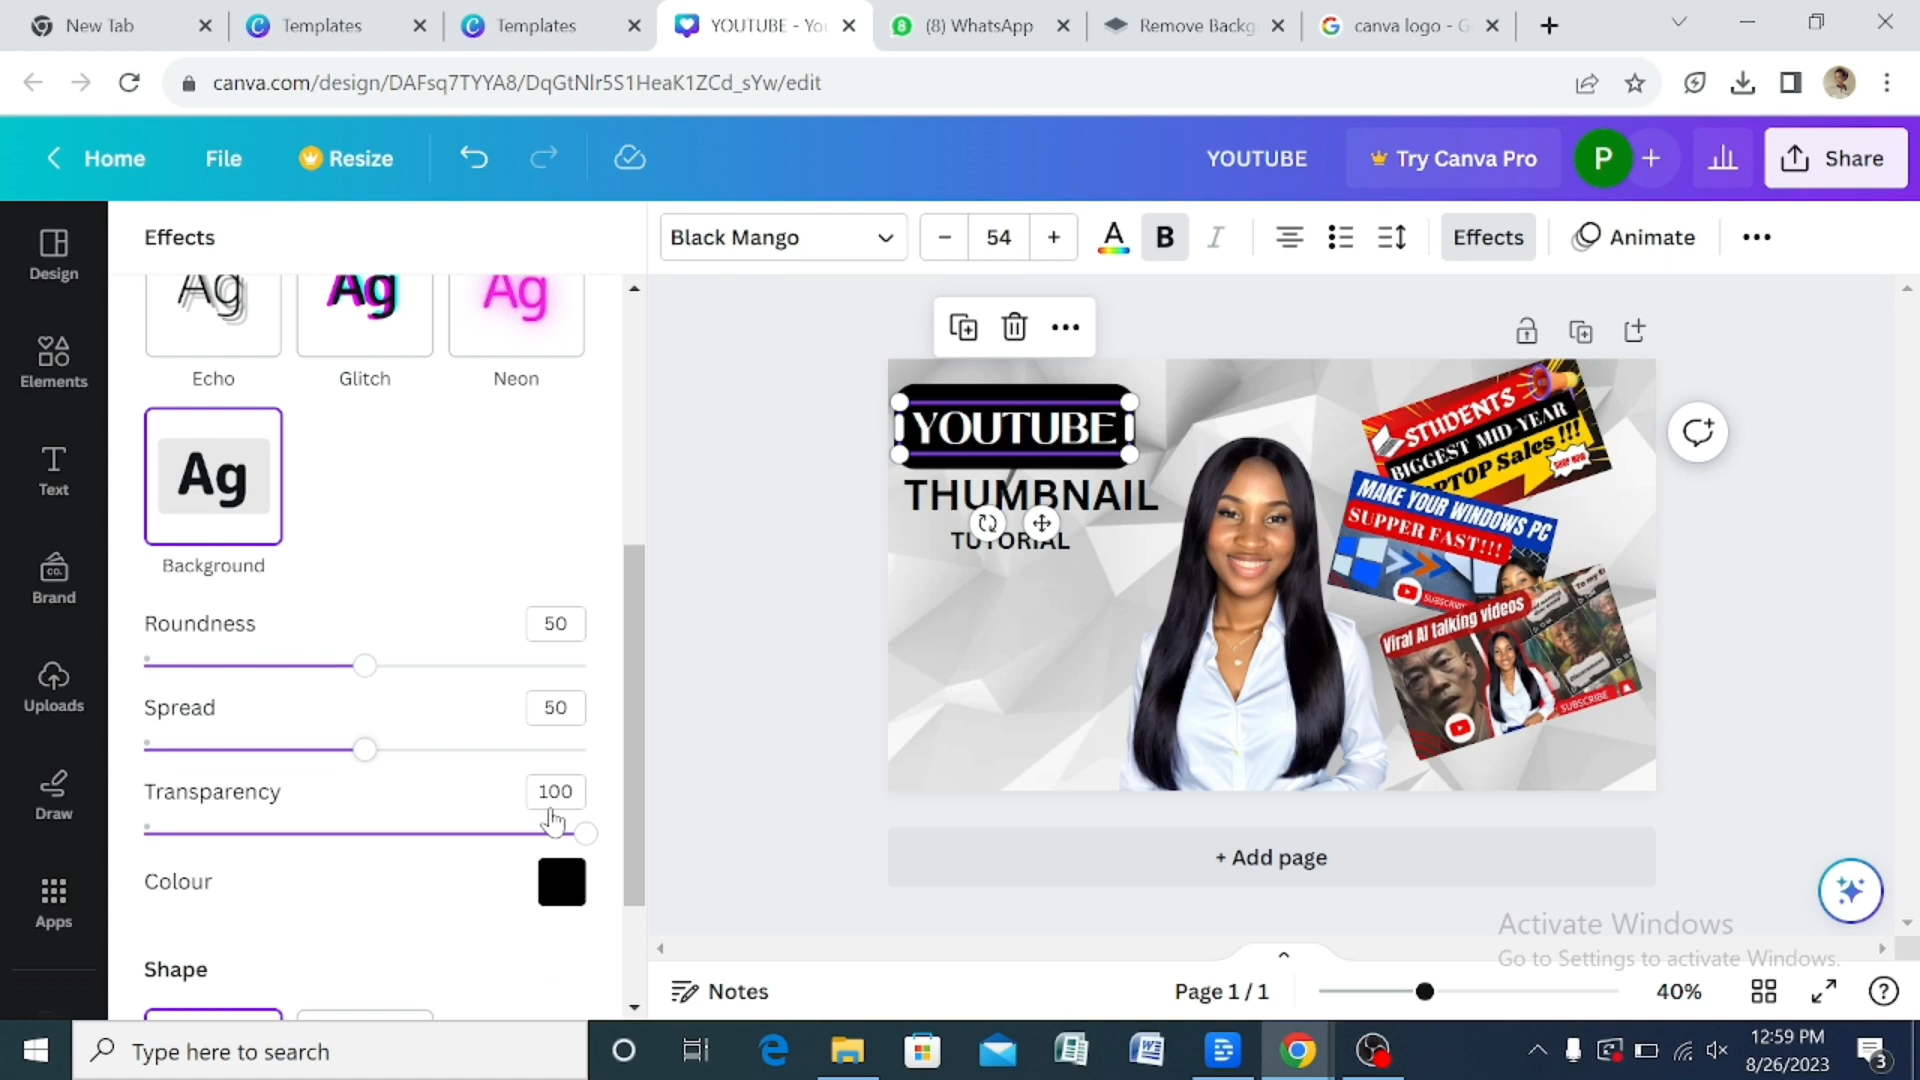 New Tab
Templates
Templates
YOUTUBE - You
(8) WhatsApp
Remove Backg
canva logo - G
canva.com/design/DAFsq7TYYA8/DqGtNlr5S1HeaK1ZCd_sYw/edit
Home
File
Resize
YOUTUBE
Try Canva Pro
P
Share
Effects
Black Mango
54
A
B
I
Effects
Animate
Design
Elements
Text
Brand
Uploads
Draw
Apps
Ag
Ag
Ag
Echo
Glitch
Neon
Ag
Background
Roundness
50
Spread
50
Transparency
100
Colour
Shape
YOUTUBE
THUMBNAIL
TUTORIAL
STUDENTS
BIGGEST MID-YEAR
LAPTOP Sales !!!
SHOP NOW
MAKE YOUR WINDOWS PC
SUPPER FAST!!!
Viral AI talking videos
SUBSCRIBE
+ Add page
Activate Windows
Go to Settings to activate Windows.
Notes
Page 1 / 1
40%
Type here to search
12:59 PM
8/26/2023
3